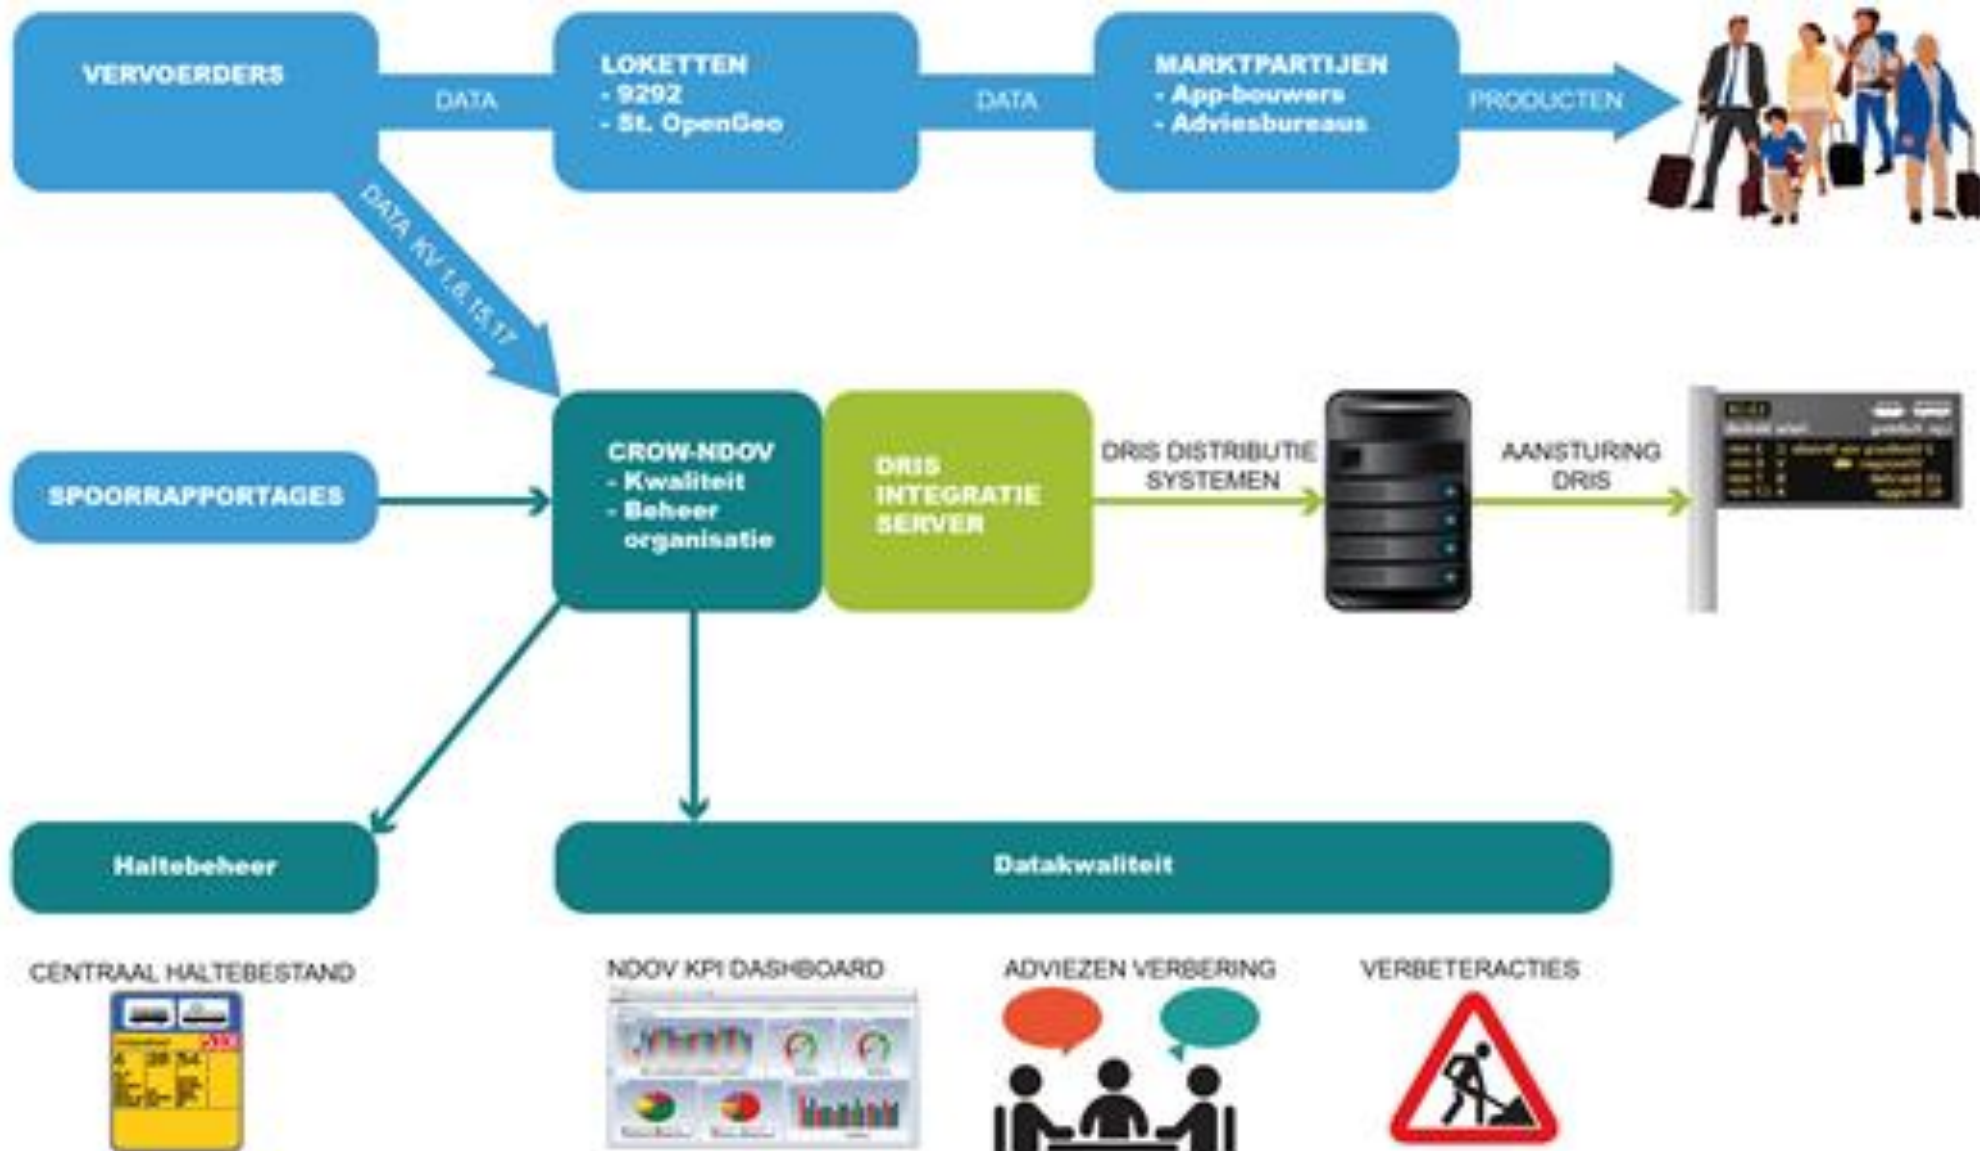 VERVOERDERS
DATA
LOKETTEN
- 9292
- St. OpenGeo
DATA
MARKTPARTIJEN
- App-bouwers
- Adviesbureaus
PRODUCTEN
DATA KV 1,6,15,17
SPOORRAPPORTAGES
CROW-NDOV
- Kwaliteit
- Beheer
organisatie
DRIS
INTEGRATIE
SERVER
DRIS DISTRIBUTIE
SYSTEMEN
AANSTURING
DRIS
Haltebeheer
Datakwaliteit
CENTRAAL HALTEBESTAND
NDOV KPI DASHBOARD
ADVIEZEN VERBERING
VERBETERACTIES